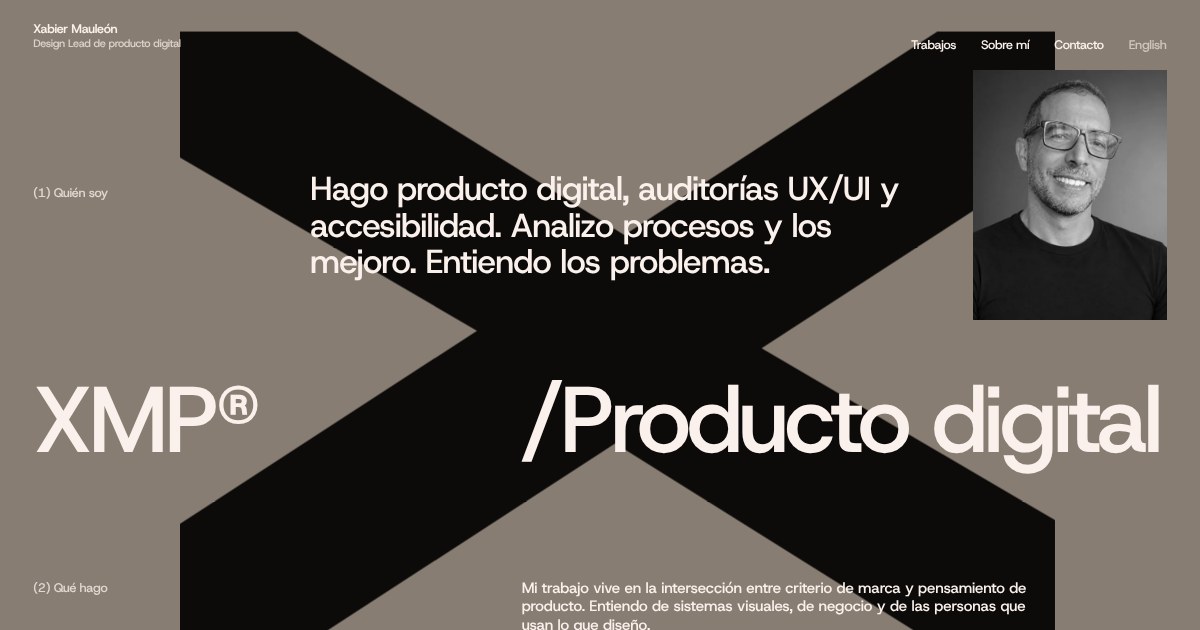 Xabier Mauleón
Design Lead de producto digital
Trabajos
Sobre mí
Contacto
English
(1) Quién soy
Hago producto digital, auditorías UX/UI y
accesibilidad. Analizo procesos y los
mejoro. Entiendo los problemas.
XMP®
/Producto digital
(2) Qué hago
Mi trabajo vive en la intersección entre criterio de marca y pensamiento de
producto. Entiendo de sistemas visuales, de negocio y de las personas que
usan lo que diseño.